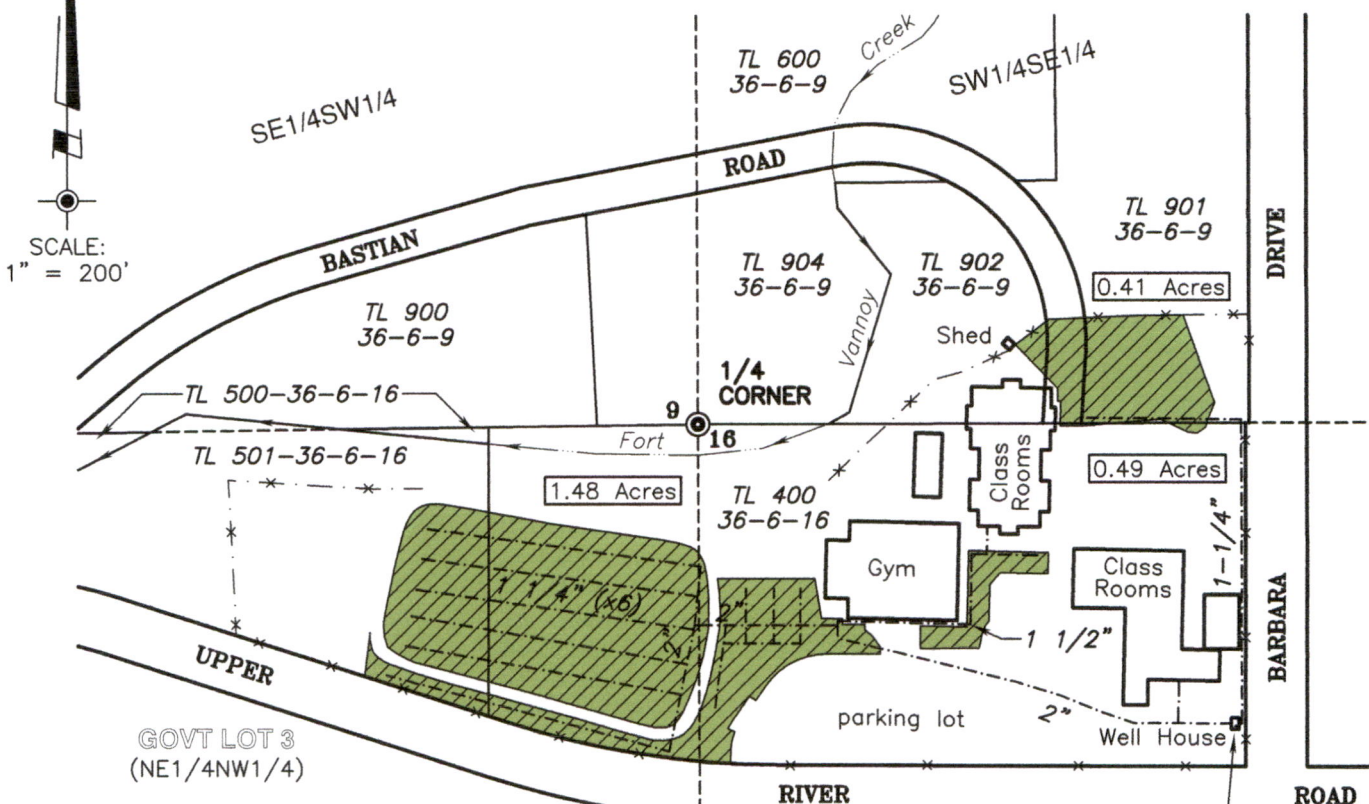 TL 600
36-6-9
Creek
SW1/4SE1/4
SE1/4SW1/4
ROAD
SCALE:
1" = 200'
BASTIAN
TL 901
36-6-9
DRIVE
TL 904
36-6-9
TL 902
36-6-9
0.41 Acres
TL 900
36-6-9
Vannoy
Shed
1/4
CORNER
TL 500-36-6-16
9
16
Fort
TL 501-36-6-16
1.48 Acres
TL 400
36-6-16
Class
Rooms
0.49 Acres
1-1/4"
Gym
Class
Rooms
1 1/4" (x6)
2"
2"
1 1/2"
BARBARA
UPPER
parking lot
2"
Well House
GOVT LOT 3
(NE1/4NW1/4)
RIVER
ROAD